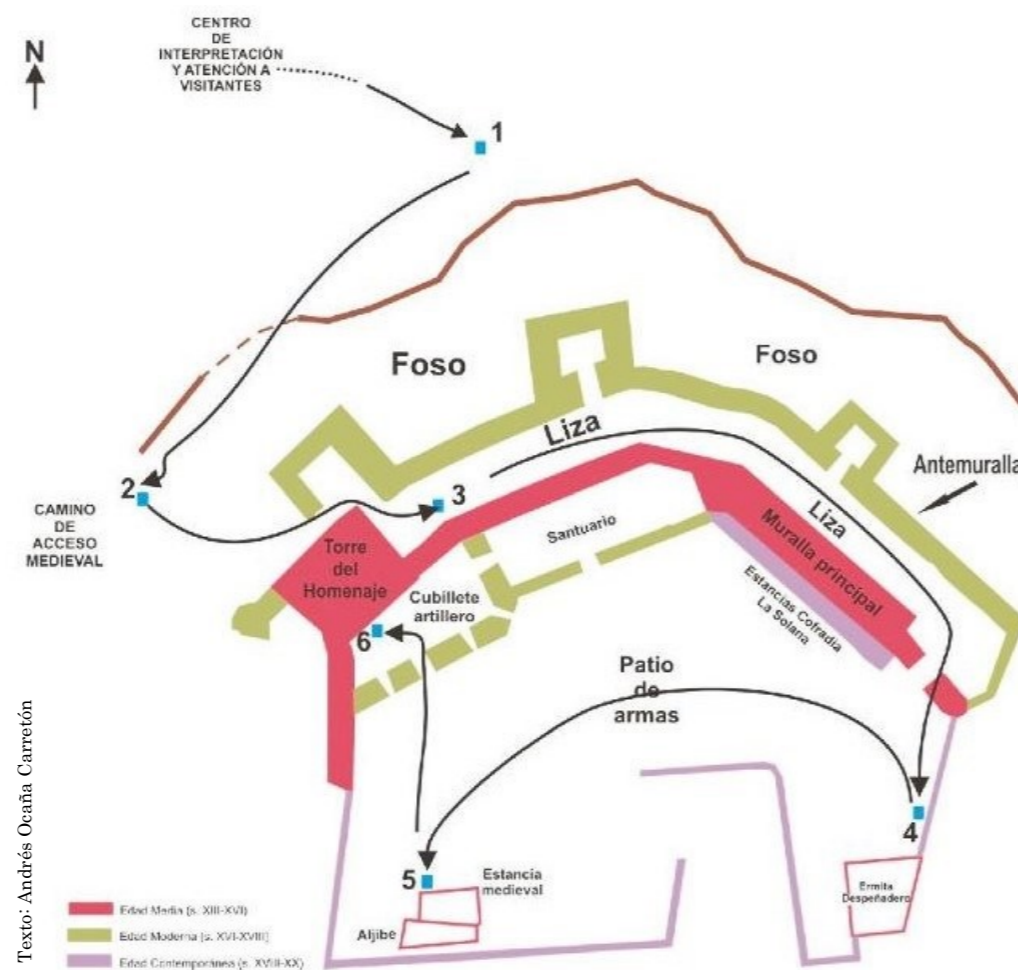 CENTRO
DE
INTERPRETACIÓN
Y ATENCIÓN A
VISITANTES
N
1
Foso
Foso
Liza
Antemuralla
2
3
CAMINO
DE
ACCESO
MEDIEVAL
Liza
Santuario
Muralla principal
Torre
del
Homenaje
Cubillete
artillero
Estancias Cofradia
La Solana
6
Patio
de
armas
4
5
Estancia
medieval
Ermita
Despeñadero
Aljibe
Edad Media (s. XIII-XVI)
Edad Moderna (s. XVI-XVIII)
Edad Contemporánea (s. XVIII-XX)
Texto: Andrés Ocaña Carretón